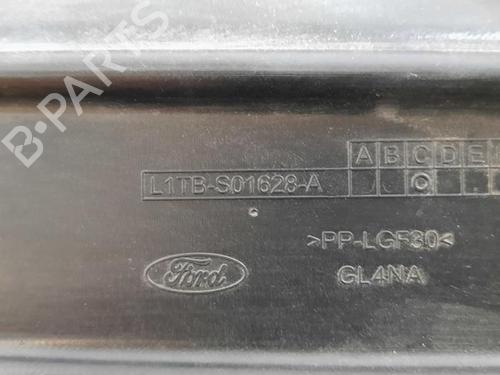 B-Parts
A B C D E
L1TB-S01628-A
>PP-LGF30<
Ford
GL4NA